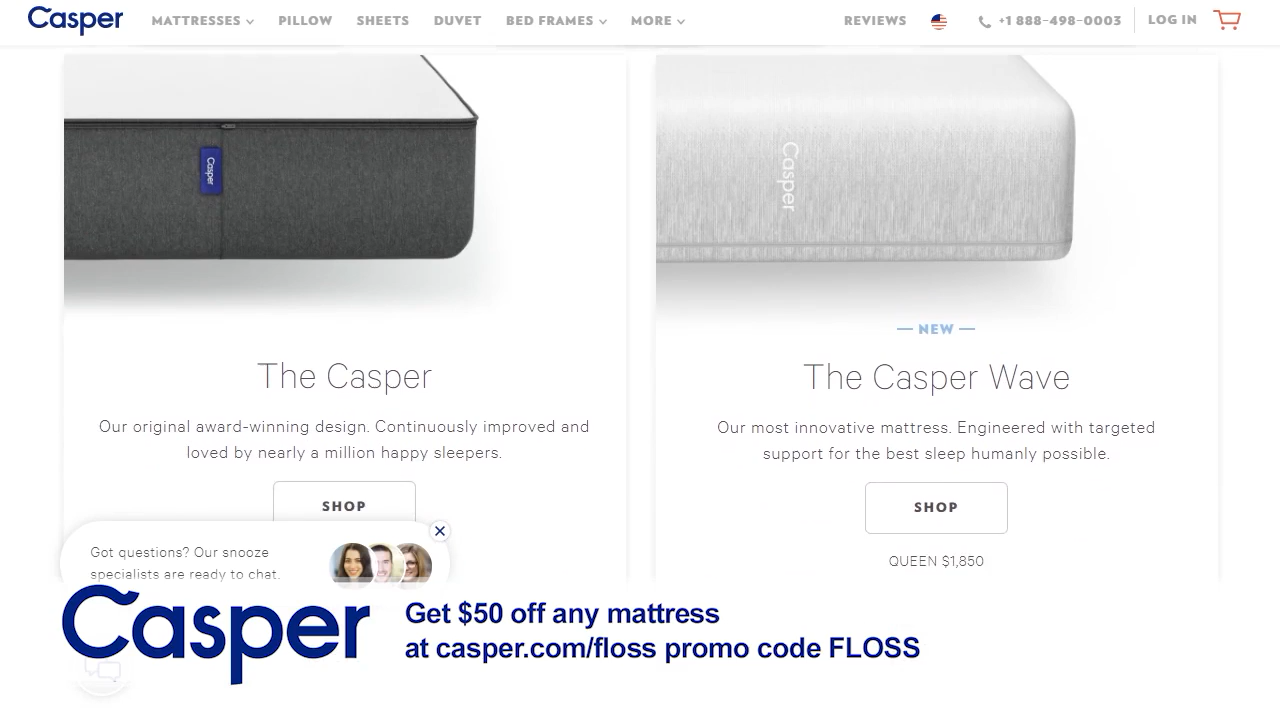 Casper
MATTRESSES PILLOW SHEETS DUVET BED FRAMES MORE REVIEWS +1 888-498-0003 LOG IN
Casper
Casper
NEW
The Casper
Our original award-winning design. Continuously improved and
loved by nearly a million happy sleepers.
SHOP
The Casper Wave
Our most innovative mattress. Engineered with targeted
support for the best sleep humanly possible.
SHOP
QUEEN $1,850
Got questions? Our snooze
specialists are ready to chat.
Casper
Get $50 off any mattress
at casper.com/floss promo code FLOSS